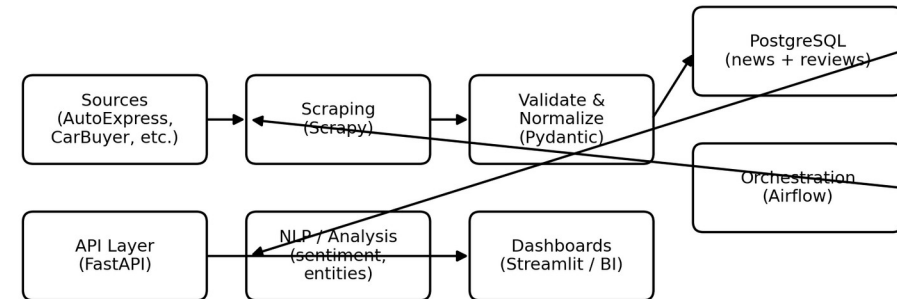 Sources
(AutoExpress,
CarBuyer, etc.)
Scraping
(Scrapy)
Validate &
Normalize
(Pydantic)
PostgreSQL
(news + reviews)
Orchestration
(Airflow)
API Layer
(FastAPI)
NLP / Analysis
(sentiment,
entities)
Dashboards
(Streamlit / BI)